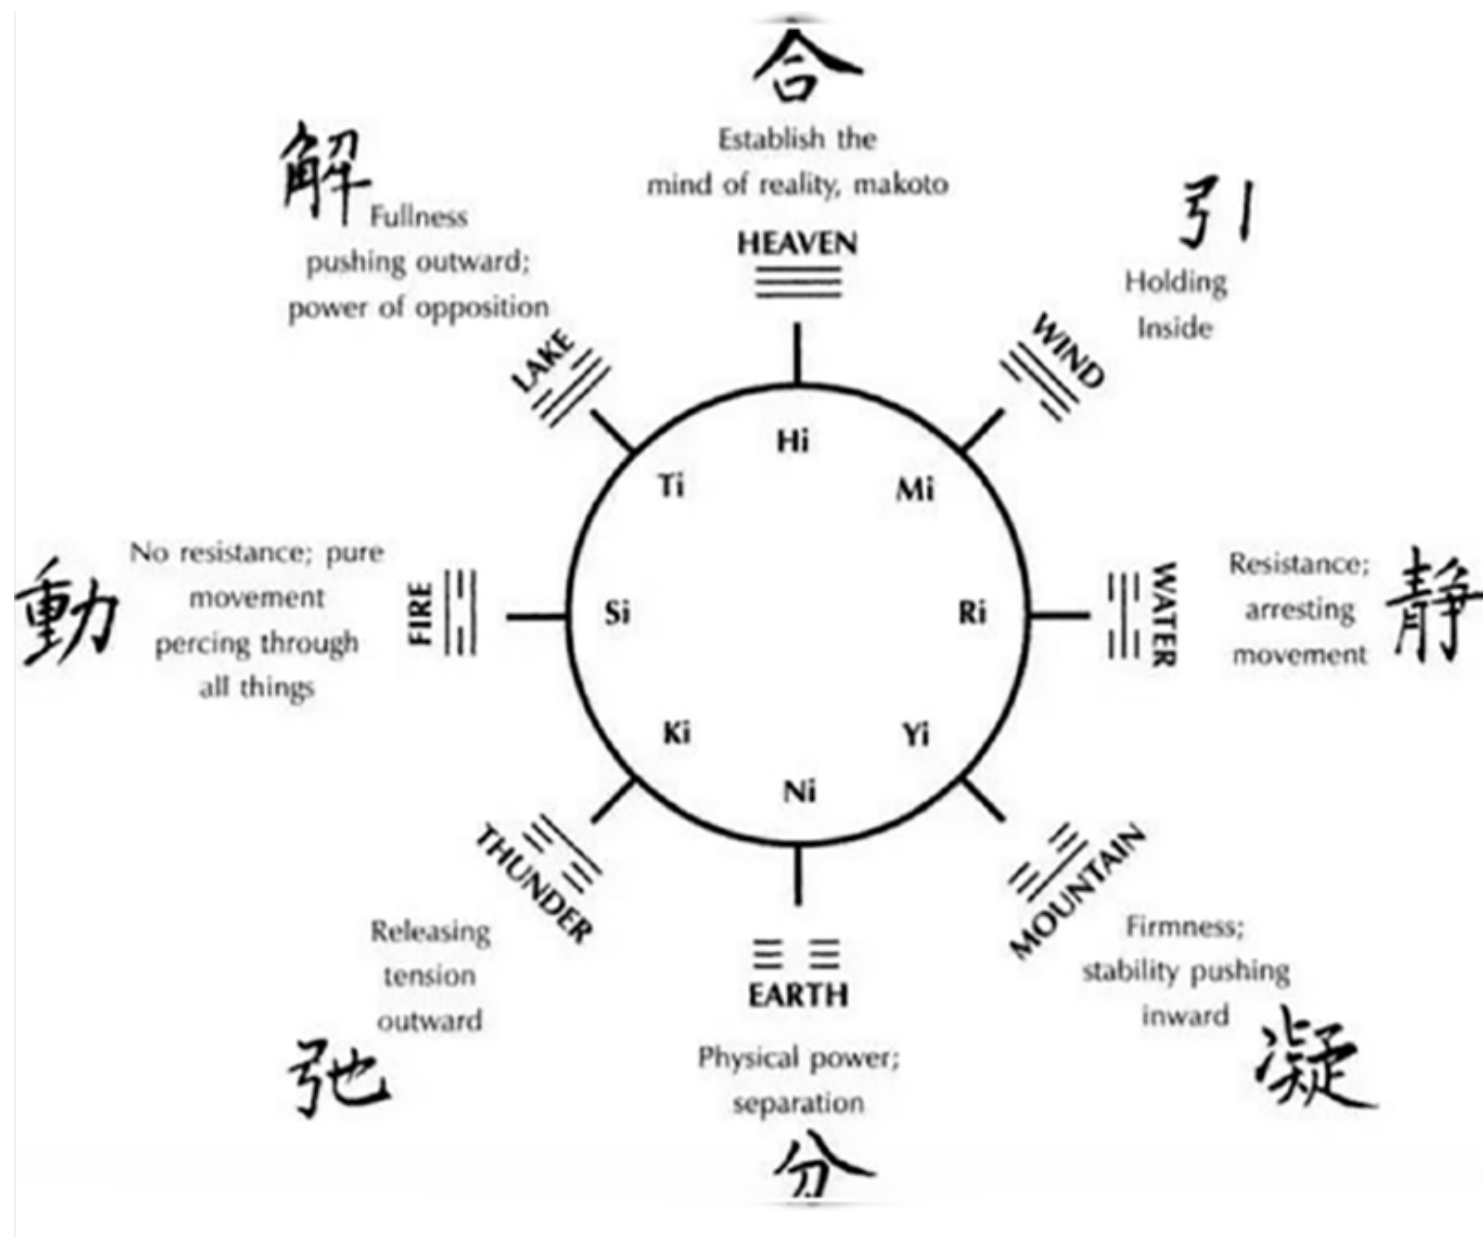 合
Establish the
mind of reality, makoto
HEAVEN
解
Fullness
pushing outward;
power of opposition
LAKE
引
Holding
Inside
WIND
Hi
Ti
Mi
動
No resistance; pure
movement
percing through
all things
FIRE
Si
Ri
WATER
Resistance;
arresting
movement
靜
Ki
Yi
Ni
THUNDER
Releasing
tension
outward
弛
EARTH
Physical power;
separation
分
MOUNTAIN
Firmness;
stability pushing
inward
凝